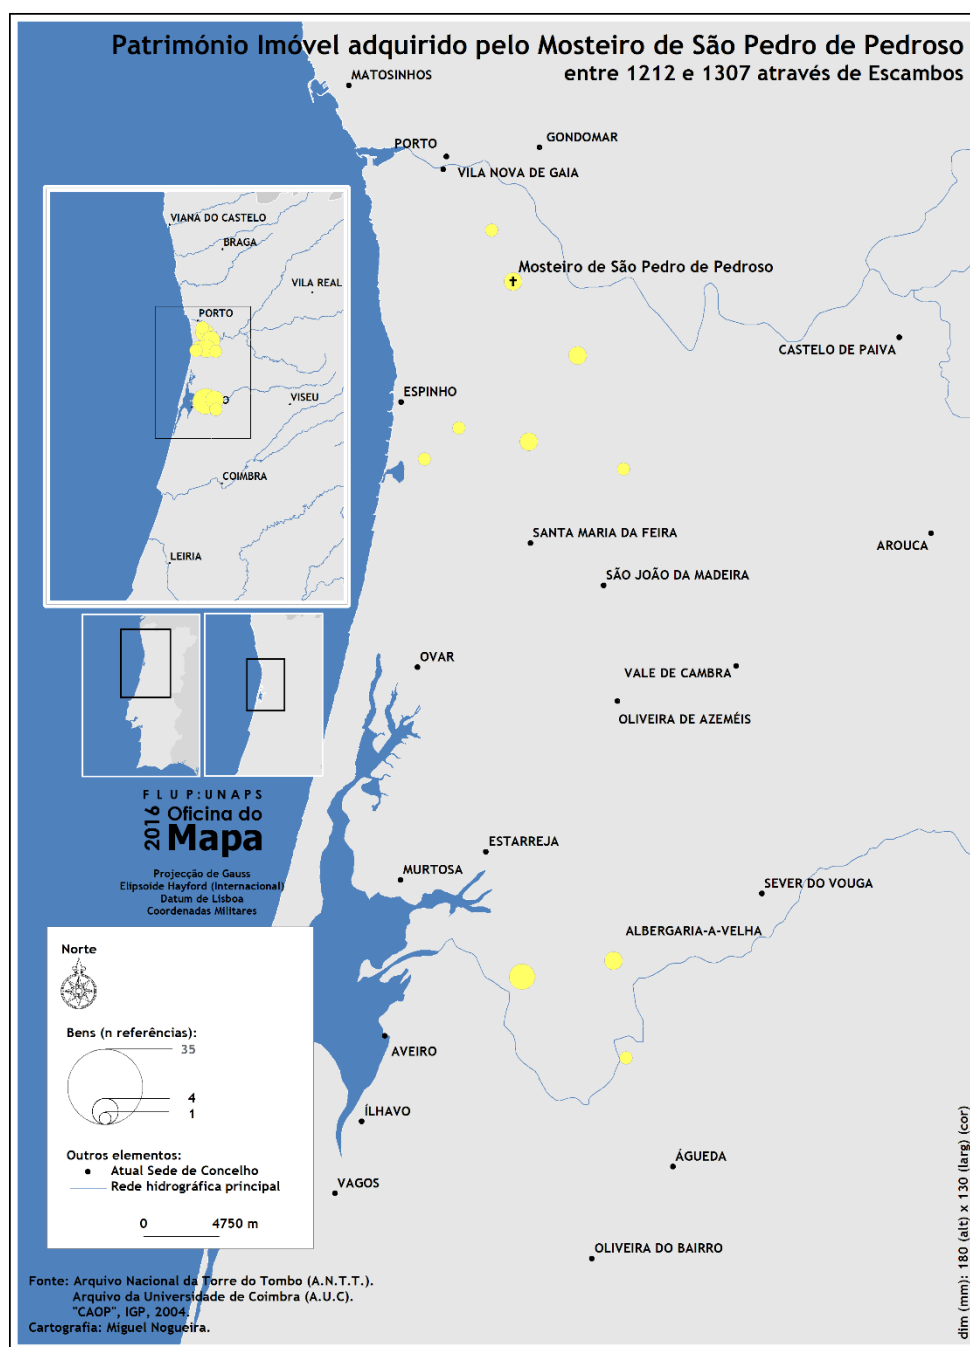 Património Imóvel adquirido pelo Mosteiro de São Pedro de Pedroso
entre 1212 e 1307 através de Escambos
MATOSINHOS
PORTO
GONDOMAR
VILA NOVA DE GAIA
Mosteiro de São Pedro de Pedroso
CASTELO DE PAIVA
ESPINHO
SANTA MARIA DA FEIRA
AROUCA
SÃO JOÃO DA MADEIRA
OVAR
VALE DE CAMBRA
OLIVEIRA DE AZEMÉIS
ESTARREJA
MURTOSA
SEVER DO VOUGA
ALBERGARIA-A-VELHA
AVEIRO
ÍLHAVO
ÁGUEDA
VAGOS
OLIVEIRA DO BAIRRO
VIANA DO CASTELO
BRAGA
VILA REAL
PORTO
VISEU
COIMBRA
LEIRIA
FLUP:UNAPS
2016 Oficina do
Mapa
Projecção de Gauss
Elipsoide Hayford (Internacional)
Datum de Lisboa
Coordenadas Militares
Norte
Bens (n referências):
35
4
1
Outros elementos:
Atual Sede de Concelho
Rede hidrográfica principal
0 4750 m
Fonte: Arquivo Nacional da Torre do Tombo (A.N.T.T.).
Arquivo da Universidade de Coimbra (A.U.C).
"CAOP", IGP, 2004.
Cartografia: Miguel Nogueira.
dim (mm): 180 (alt) x 130 (larg) (cor)